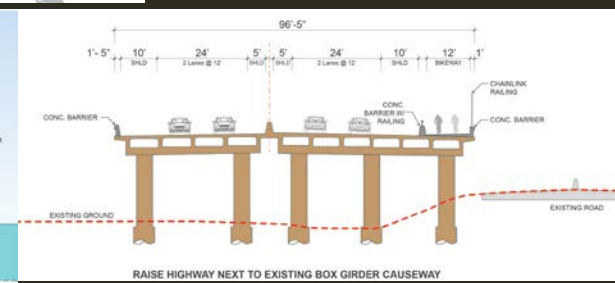 96'-5"
1'- 5" 10' 24' 5' 5' 24' 10' 12' 1'
SHLD 2 Lanes @ 12' SHLD SHLD 2 Lanes @ 12' SHLD BIKEWAY
CHAINLINK
RAILING
CONC.
BARRIER W/
RAILING
CONC. BARRIER
CONC. BARRIER
EXISTING GROUND
EXISTING ROAD
RAISE HIGHWAY NEXT TO EXISTING BOX GIRDER CAUSEWAY